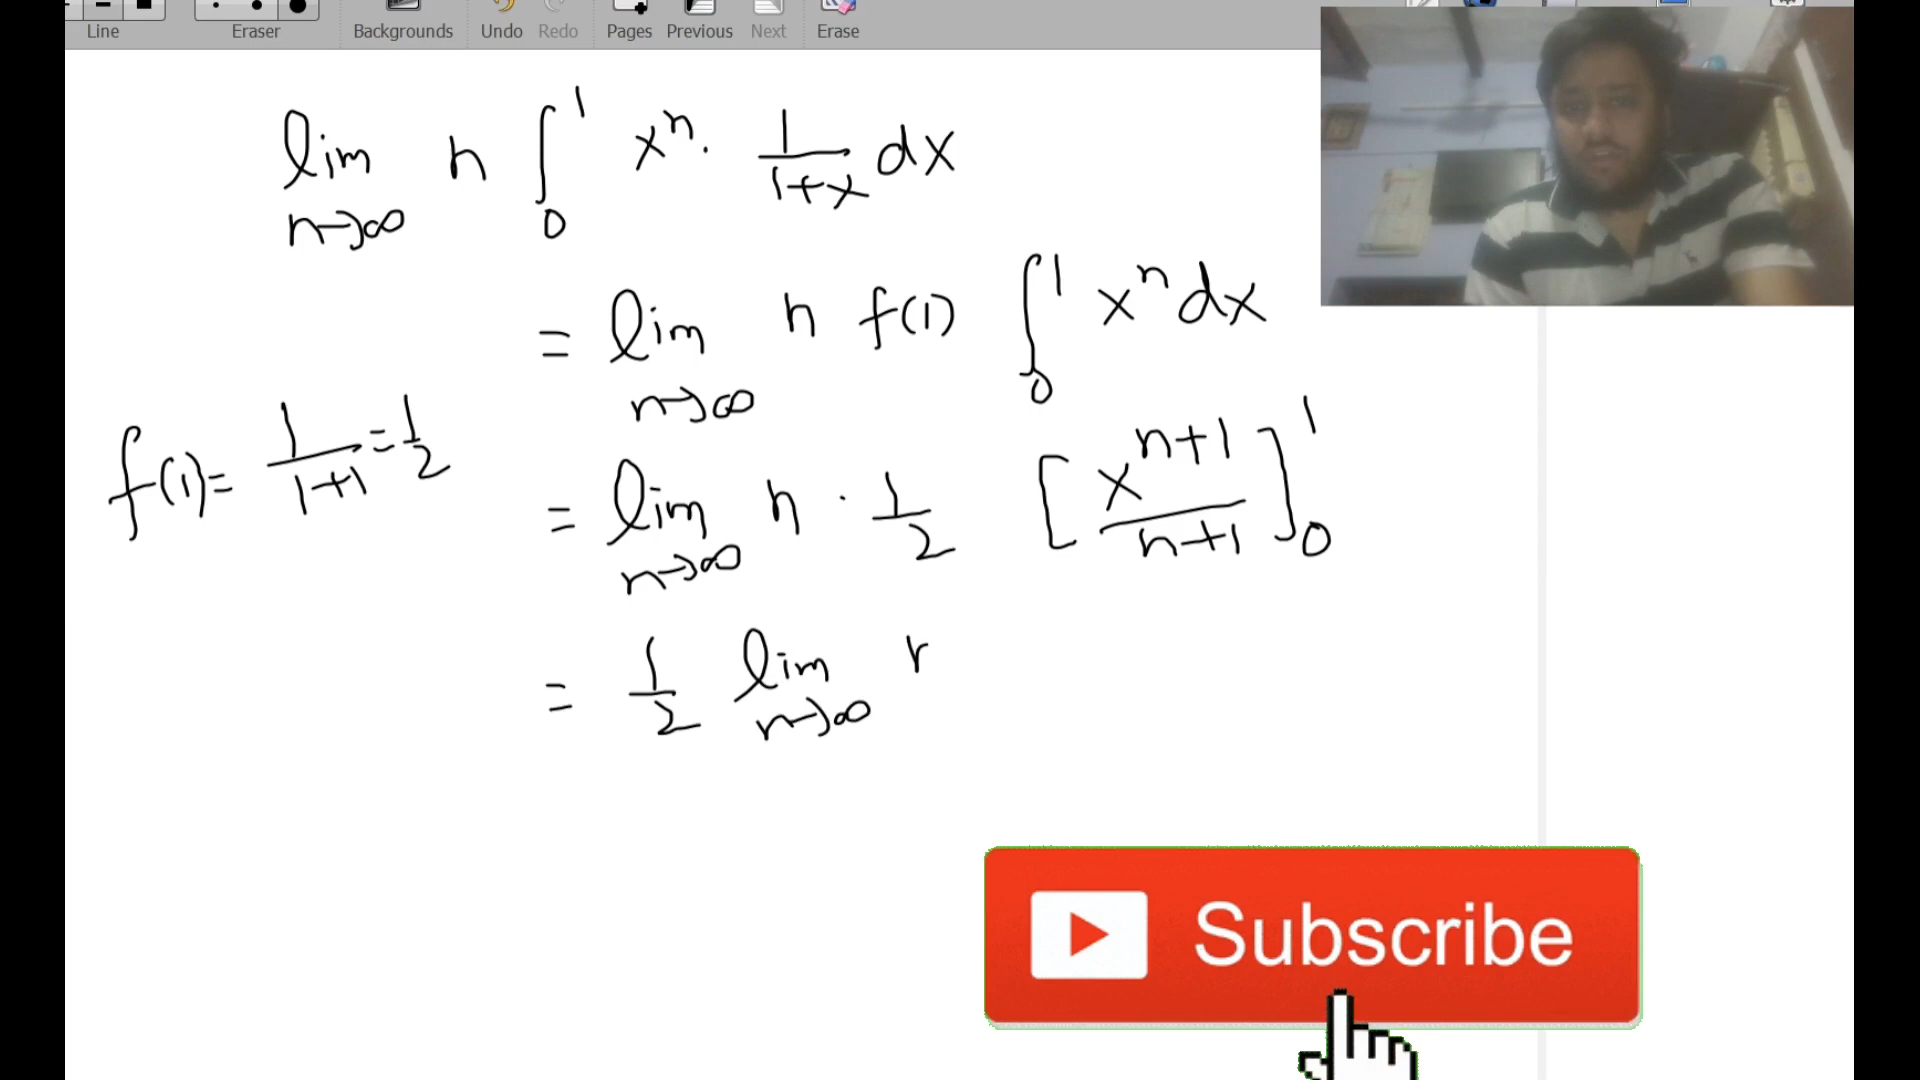 Line Eraser Backgrounds Undo Redo Pages Previous Next Erase
lim n→∞ n ∫₀¹ xⁿ · 1/(1+x) dx
= lim n→∞ n f(1) ∫₀¹ xⁿ dx
f(1) = 1/(1+1) = 1/2
= lim n→∞ n · 1/2 [xⁿ⁺¹/(n+1)]₀¹
= 1/2 lim n→∞
Subscribe